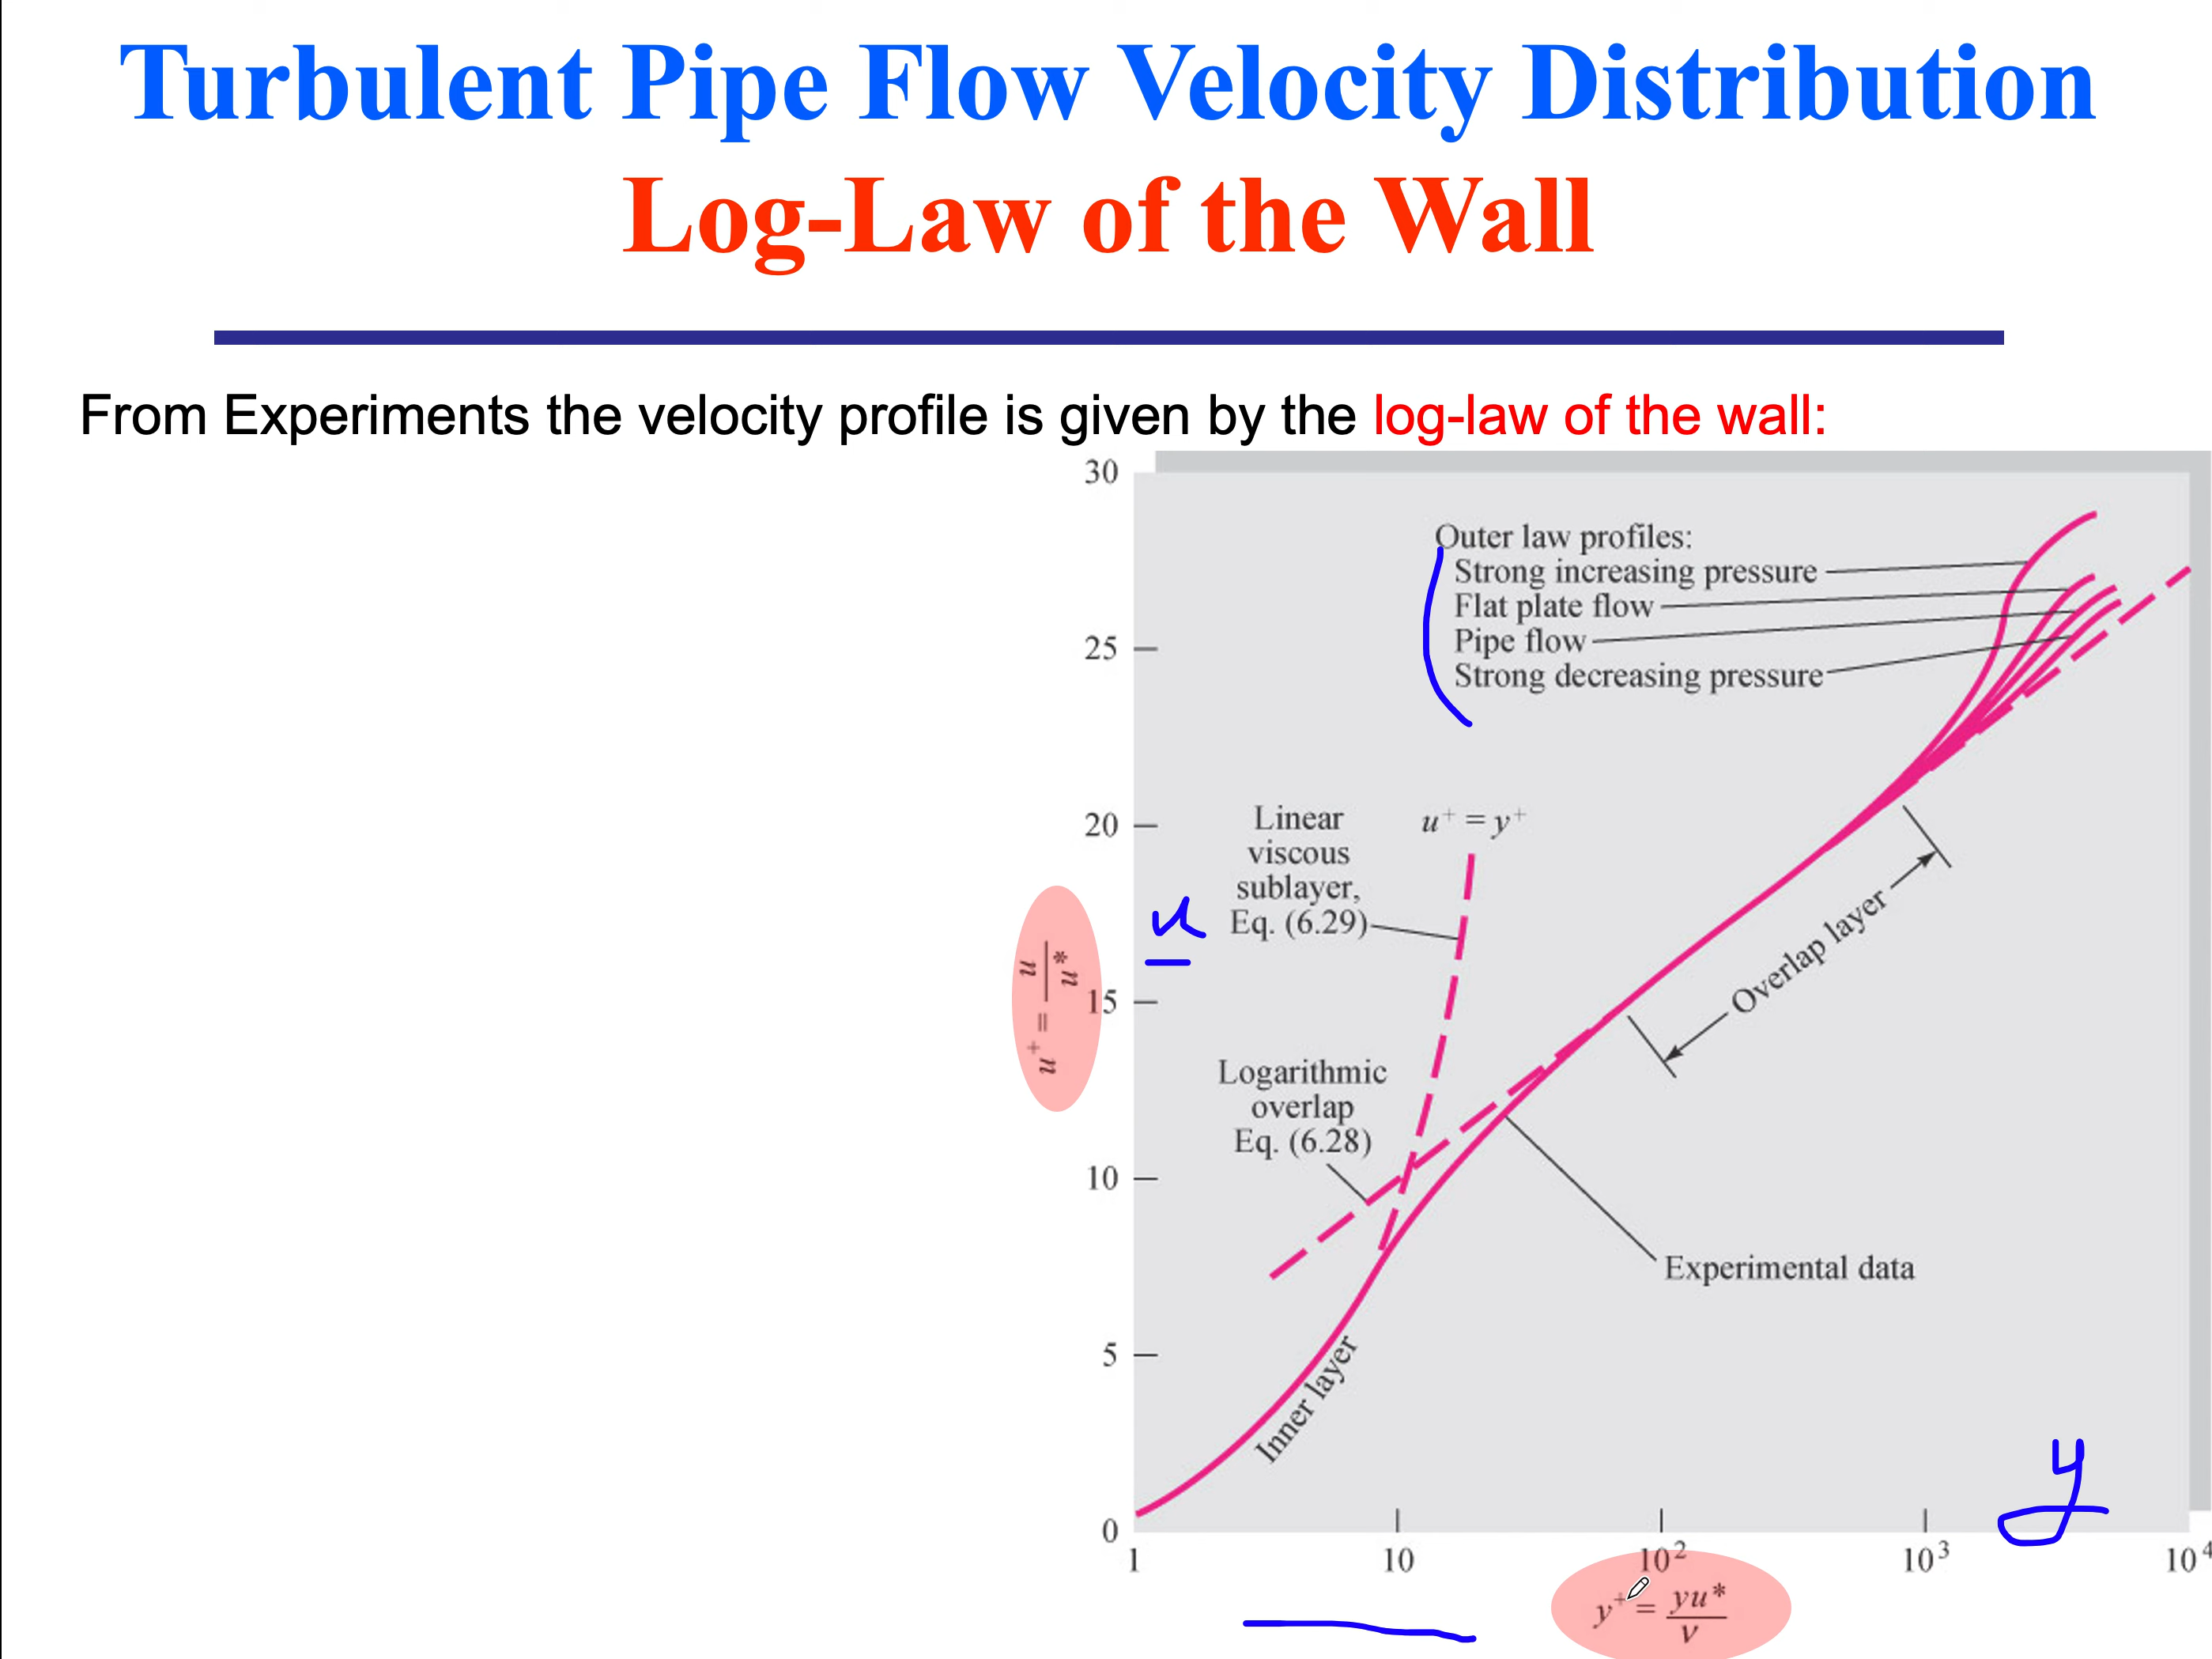 Turbulent Pipe Flow Velocity Distribution
Log-Law of the Wall
From Experiments the velocity profile is given by the log-law of the wall:
30
Outer law profiles:
Strong increasing pressure
Flat plate flow
Pipe flow
Strong decreasing pressure
25
20
Linear
viscous
sublayer,
Eq. (6.29)
u⁺ = y⁺
u
u⁺ = u / u*
15
Overlap layer
Logarithmic
overlap
Eq. (6.28)
10
Experimental data
5
Inner layer
y
0
1 10 10² 10³ 10⁴
y⁺ = yu* / ν